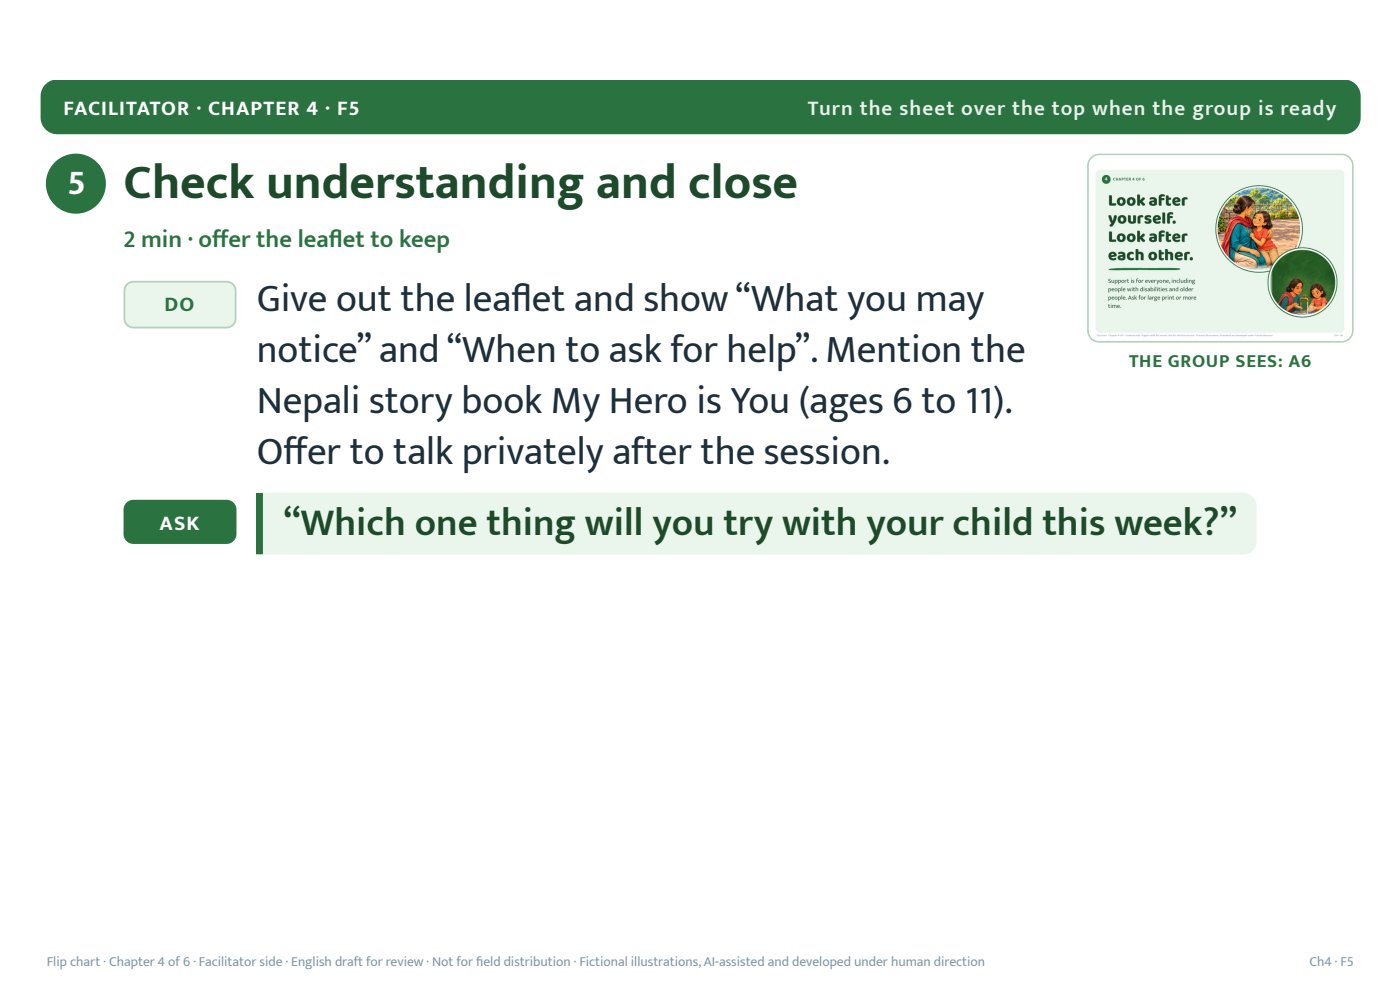 FACILITATOR · CHAPTER 4 · F5
Turn the sheet over the top when the group is ready
5
Check understanding and close
2 min · offer the leaflet to keep
DO
Give out the leaflet and show “What you may
notice” and “When to ask for help”. Mention the
Nepali story book My Hero is You (ages 6 to 11).
Offer to talk privately after the session.
ASK
“Which one thing will you try with your child this week?”
4 CHAPTER 4 OF 6
Look after
yourself.
Look after
each other.
Support is for everyone, including
people with disabilities and older
people. Ask for large print or more
time.
THE GROUP SEES: A6
Flip chart · Chapter 4 of 6 · Facilitator side · English draft for review · Not for field distribution · Fictional illustrations, AI-assisted and developed under human direction
Ch4 · F5